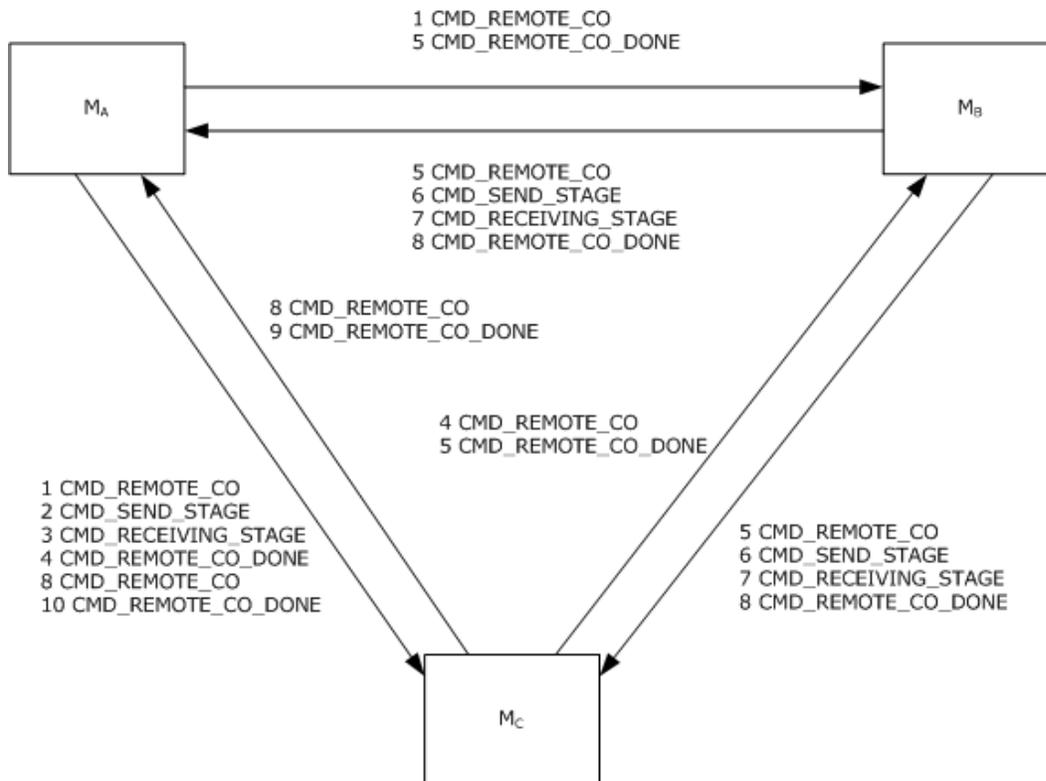 1 CMD_REMOTE_CO
5 CMD_REMOTE_CO_DONE
MA
MB
5 CMD_REMOTE_CO
6 CMD_SEND_STAGE
7 CMD_RECEIVING_STAGE
8 CMD_REMOTE_CO_DONE
8 CMD_REMOTE_CO
9 CMD_REMOTE_CO_DONE
4 CMD_REMOTE_CO
5 CMD_REMOTE_CO_DONE
1 CMD_REMOTE_CO
2 CMD_SEND_STAGE
3 CMD_RECEIVING_STAGE
4 CMD_REMOTE_CO_DONE
8 CMD_REMOTE_CO
10 CMD_REMOTE_CO_DONE
5 CMD_REMOTE_CO
6 CMD_SEND_STAGE
7 CMD_RECEIVING_STAGE
8 CMD_REMOTE_CO_DONE
MC